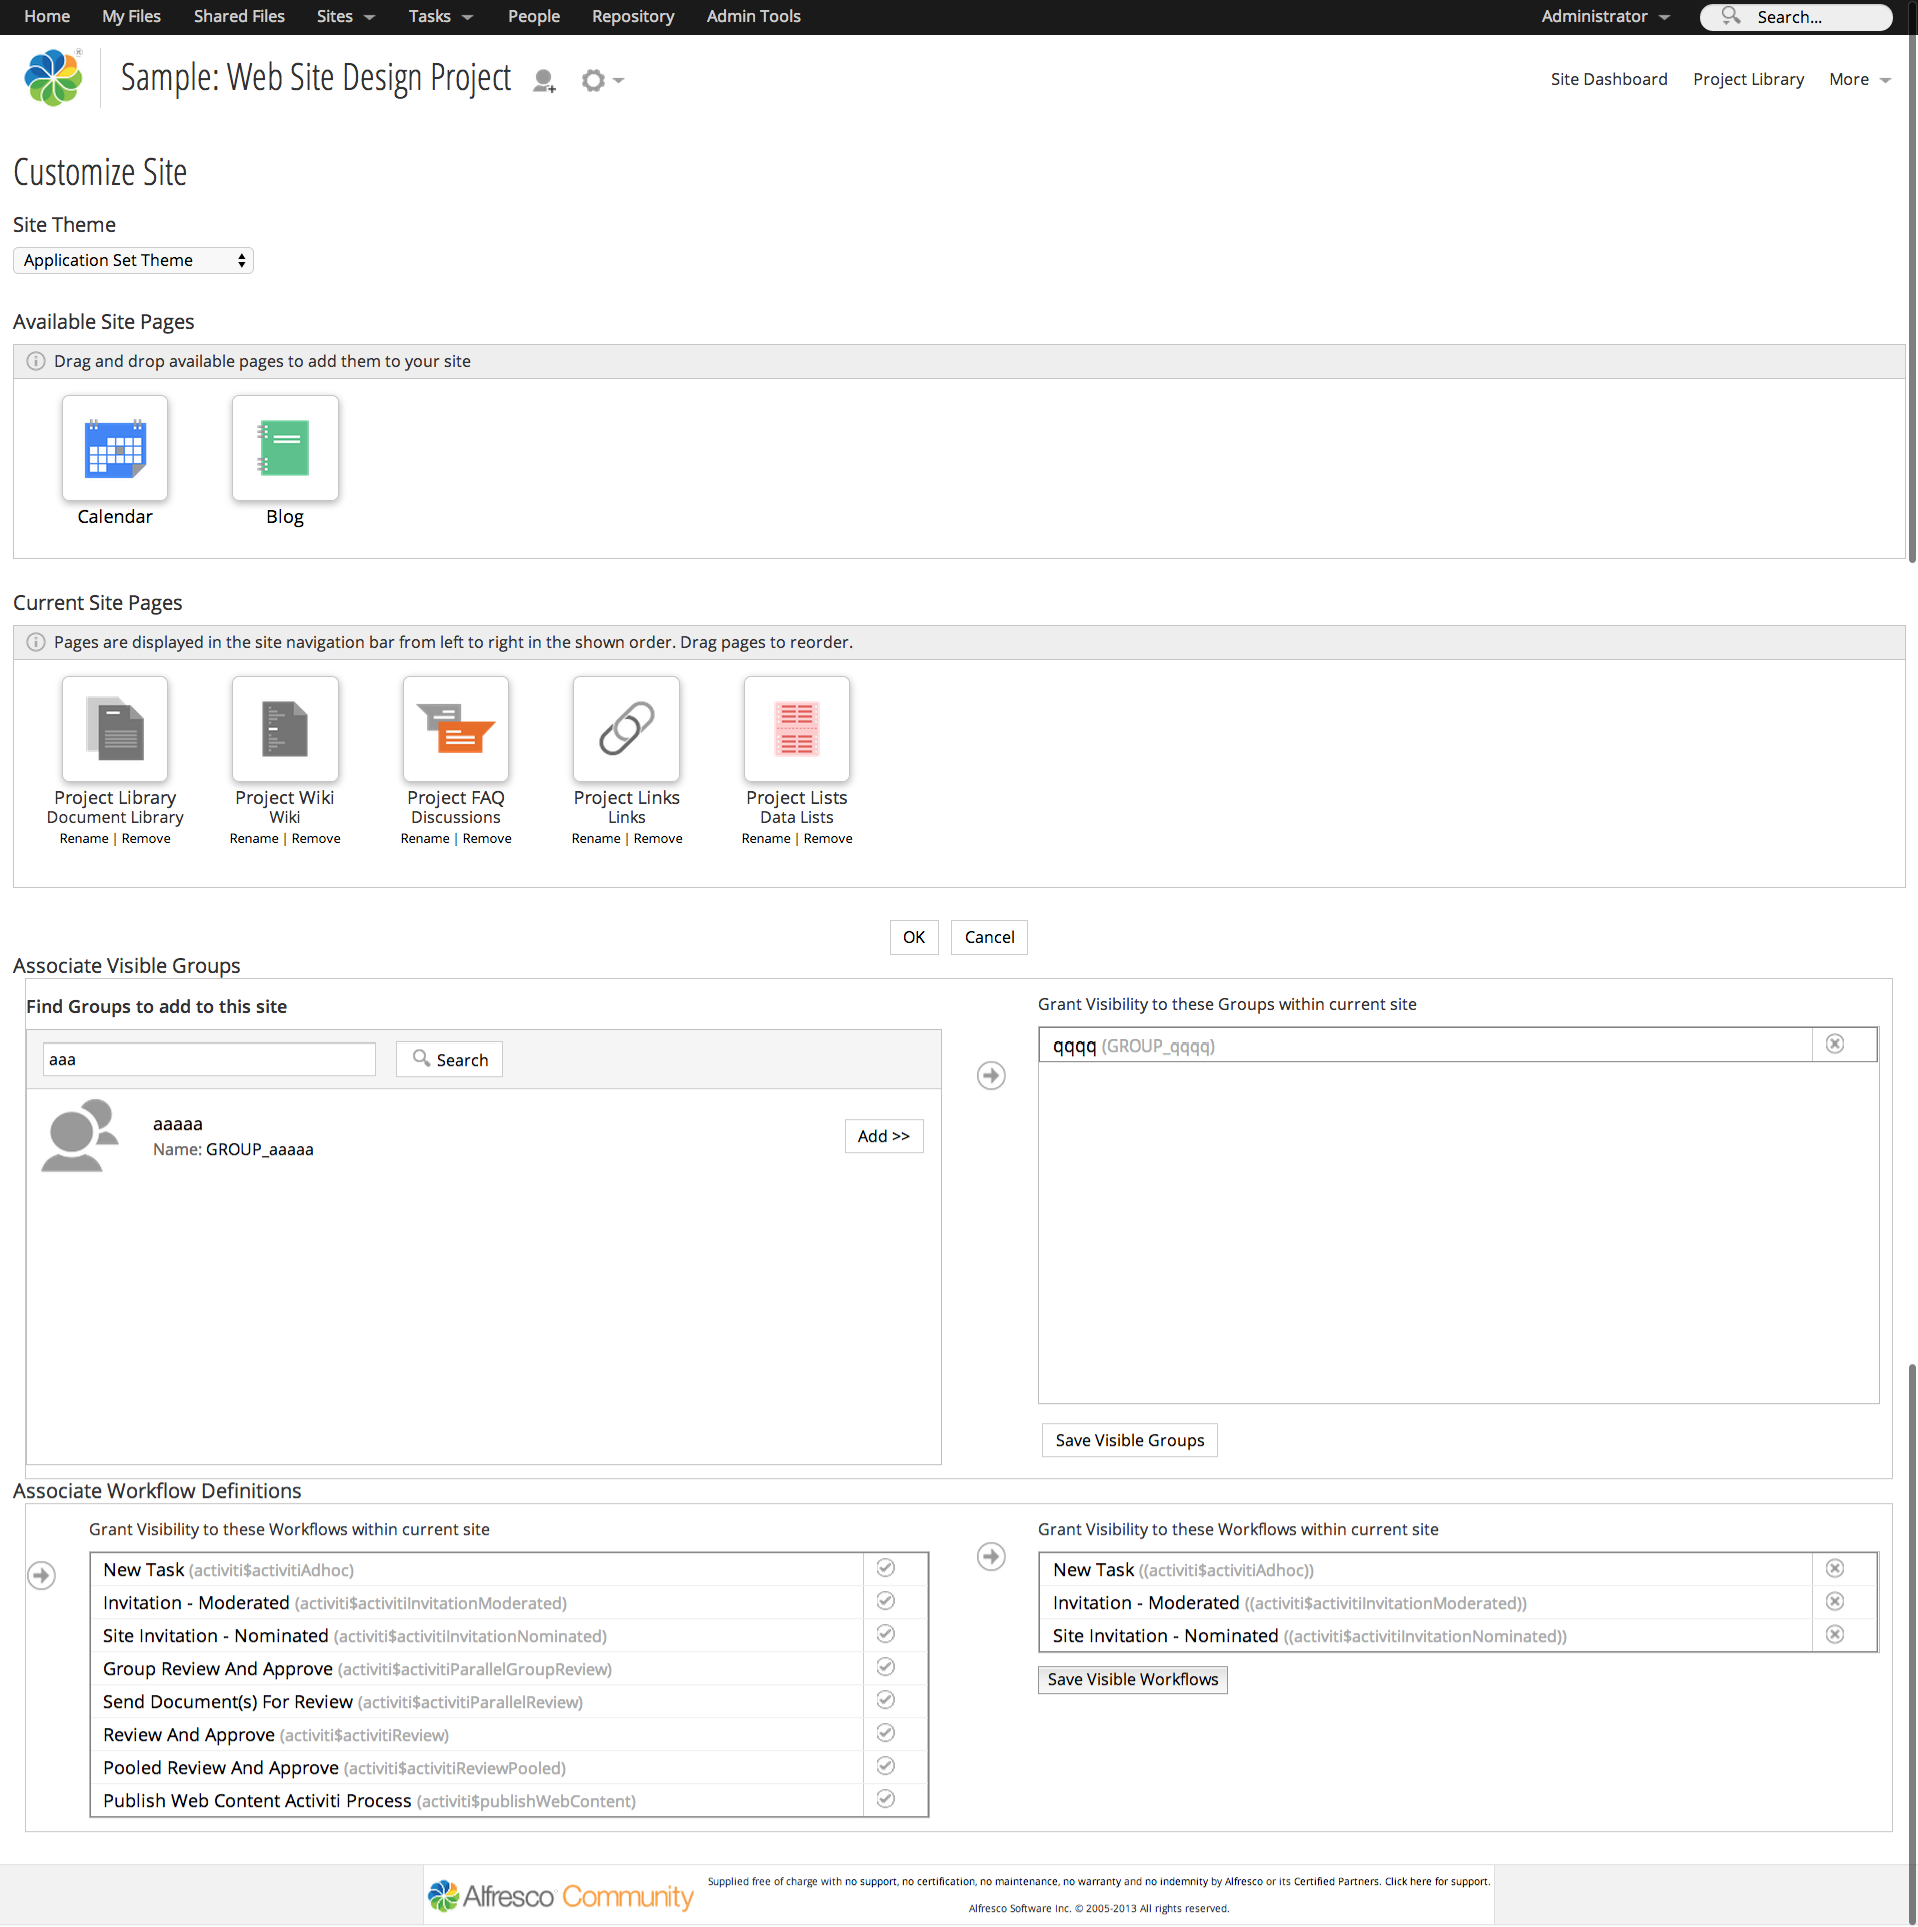 Home My Files Shared Files Sites Tasks People Repository Admin Tools Administrator Search...
Sample: Web Site Design Project Site Dashboard Project Library More
Customize Site
Site Theme
Application Set Theme
Available Site Pages
Drag and drop available pages to add them to your site
Calendar Blog
Current Site Pages
Pages are displayed in the site navigation bar from left to right in the shown order. Drag pages to reorder.
Project Library Project Wiki Project FAQ Project Links Project Lists
Document Library Wiki Discussions Links Data Lists
Rename | Remove Rename | Remove Rename | Remove Rename | Remove Rename | Remove
OK Cancel
Associate Visible Groups
Find Groups to add to this site
aaa Search
aaaaa
Name: GROUP_aaaaa
Add >>
Grant Visibility to these Groups within current site
qqqq (GROUP_qqqq)
Save Visible Groups
Associate Workflow Definitions
Grant Visibility to these Workflows within current site
New Task (activiti$activitiAdhoc)
Invitation - Moderated (activiti$activitiInvitationModerated)
Site Invitation - Nominated (activiti$activitiInvitationNominated)
Group Review And Approve (activiti$activitiParallelGroupReview)
Send Document(s) For Review (activiti$activitiParallelReview)
Review And Approve (activiti$activitiReview)
Pooled Review And Approve (activiti$activitiReviewPooled)
Publish Web Content Activiti Process (activiti$publishWebContent)
Grant Visibility to these Workflows within current site
New Task ((activiti$activitiAdhoc))
Invitation - Moderated ((activiti$activitiInvitationModerated))
Site Invitation - Nominated ((activiti$activitiInvitationNominated))
Save Visible Workflows
Alfresco Community
Supplied free of charge with no support, no certification, no maintenance, no warranty and no indemnity by Alfresco or its Certified Partners. Click here for support.
Alfresco Software Inc. © 2005-2013 All rights reserved.